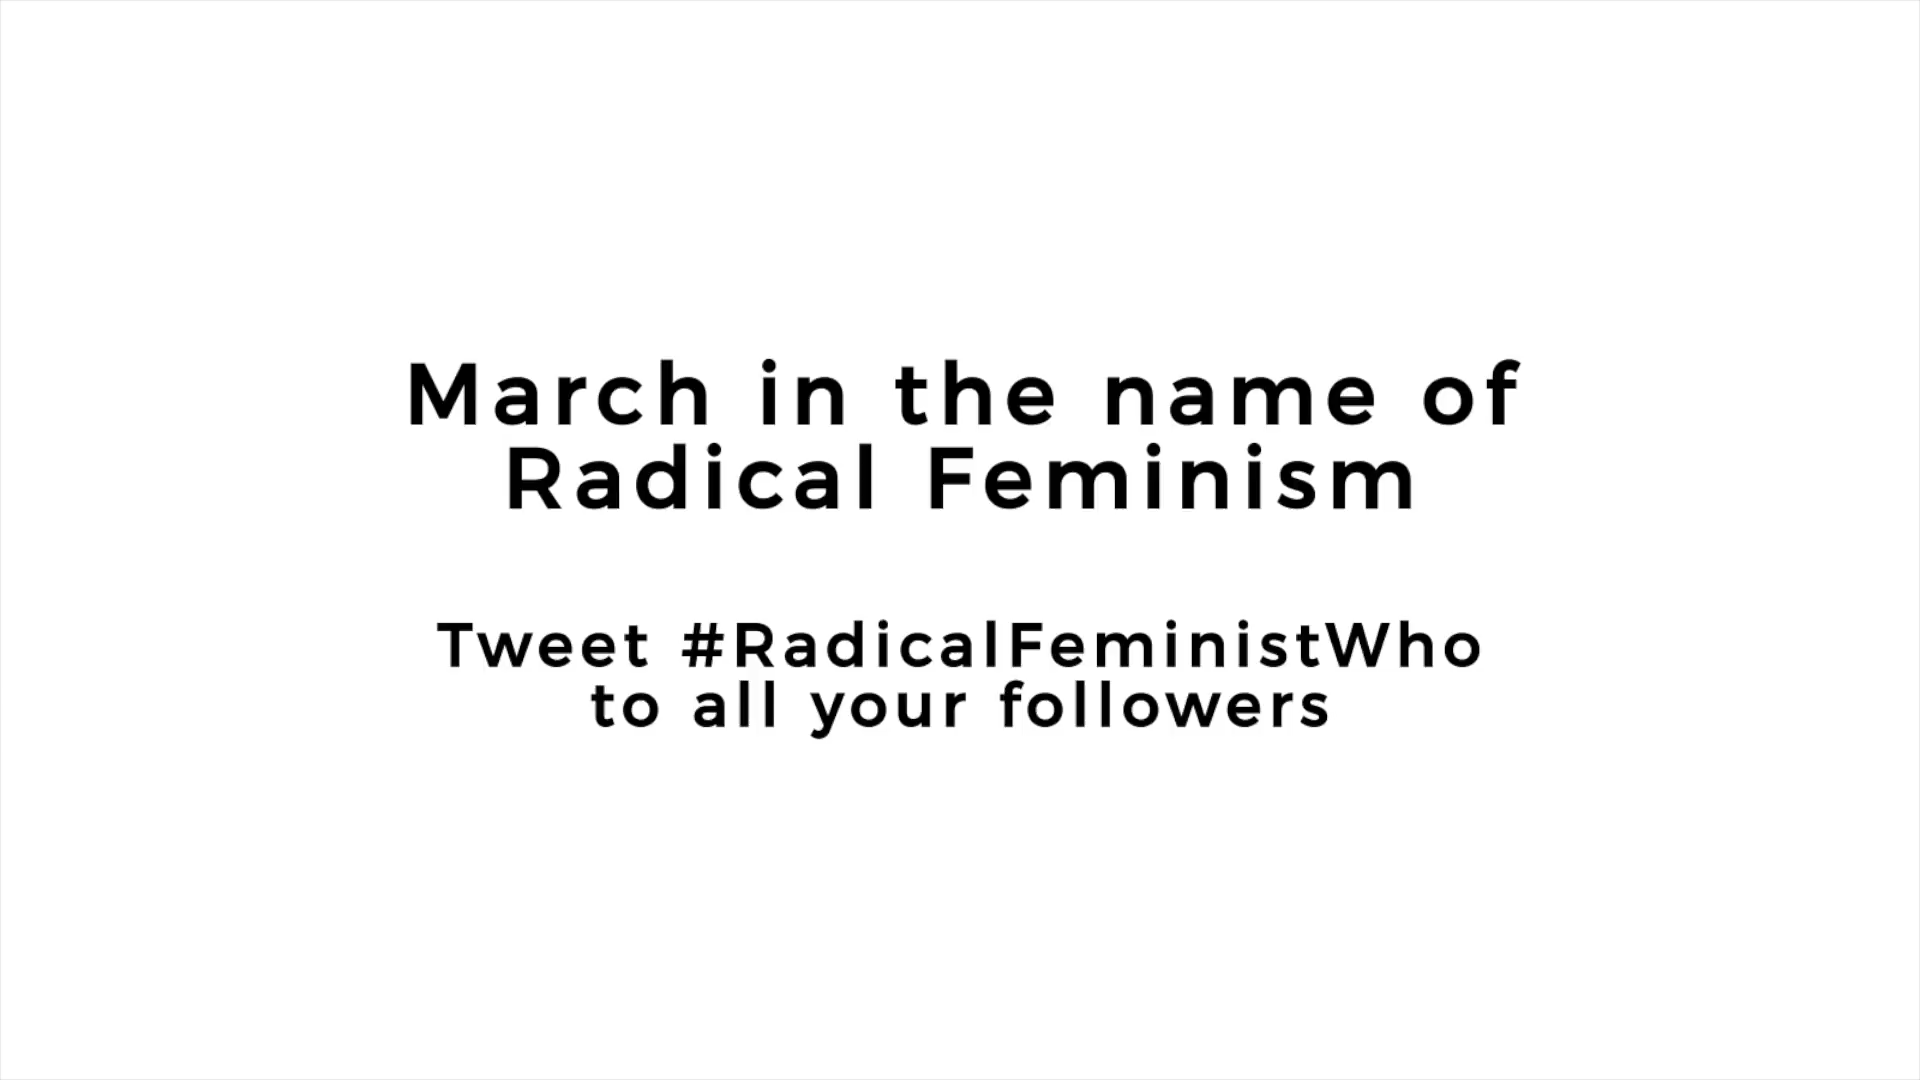 March in the name of
Radical Feminism
Tweet #RadicalFeministWho
to all your followers